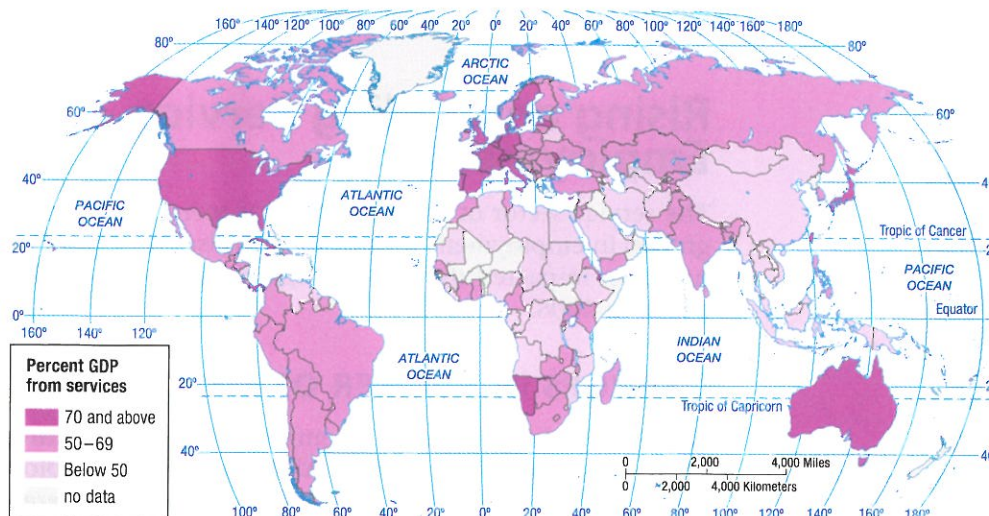 160° 140° 120° 100° 80° 60° 40° 20° 0° 20° 40° 60° 80° 100° 120° 140° 160° 180°
80° 80°
ARCTIC
OCEAN
60° 60°
40° 4
PACIFIC
OCEAN
ATLANTIC
OCEAN
Tropic of Cancer
20°
PACIFIC
OCEAN
Equator
0°
160° 140° 120°
ATLANTIC
OCEAN
INDIAN
OCEAN
20° 2
Tropic of Capricorn
40° 4
0 2,000 4,000 Miles
0 2,000 4,000 Kilometers
100° 80° 60° 40° 20° 0° 20° 40° 60° 80° 100° 120° 140° 160° 180°
Percent GDP
from services
70 and above
50–69
Below 50
no data